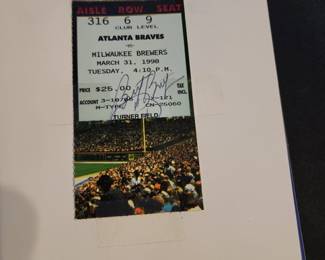 AISLE ROW SEAT
316 6 9
CLUB LEVEL
ATLANTA BRAVES
VS
MILWAUKEE BREWERS
MARCH 31, 1998
TUESDAY, 4:10 P.M.
PRICE $25.00 TAX INCL
ACCOUNT
TURNER FIELD